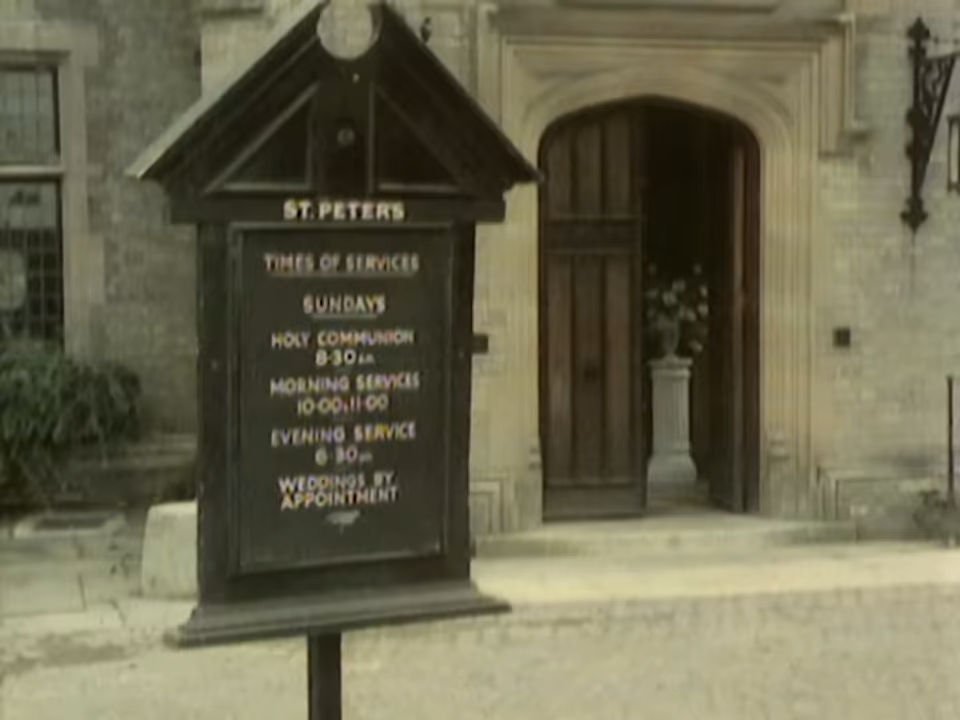 ST. PETER'S
TIMES OF SERVICES
SUNDAYS
HOLY COMMUNION
8·30 A.M.
MORNING SERVICES
10·00 & 11·00
EVENING SERVICE
6·30 PM
WEDDINGS BY
APPOINTMENT